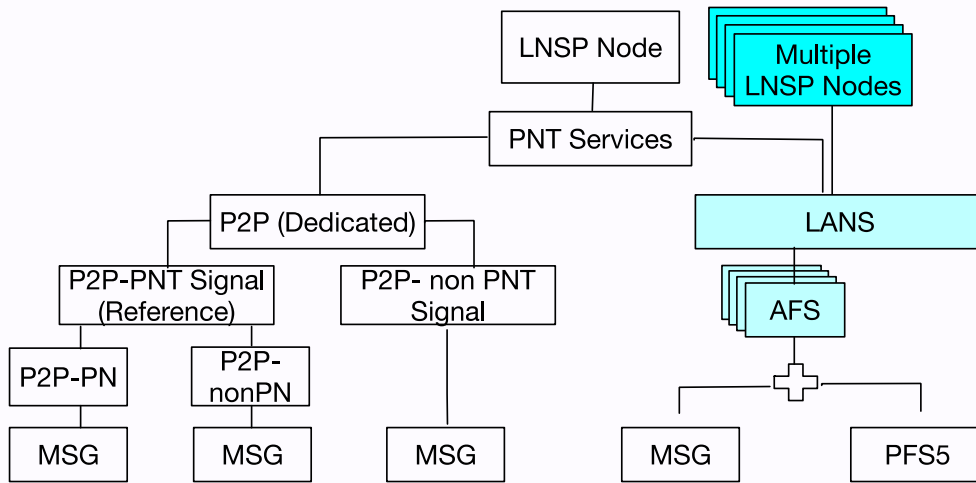 LNSP Node
Multiple
LNSP Nodes
PNT Services
P2P (Dedicated)
LANS
P2P-PNT Signal
(Reference)
P2P- non PNT
Signal
AFS
P2P-PN
P2P-
nonPN
MSG
MSG
MSG
MSG
PFS5